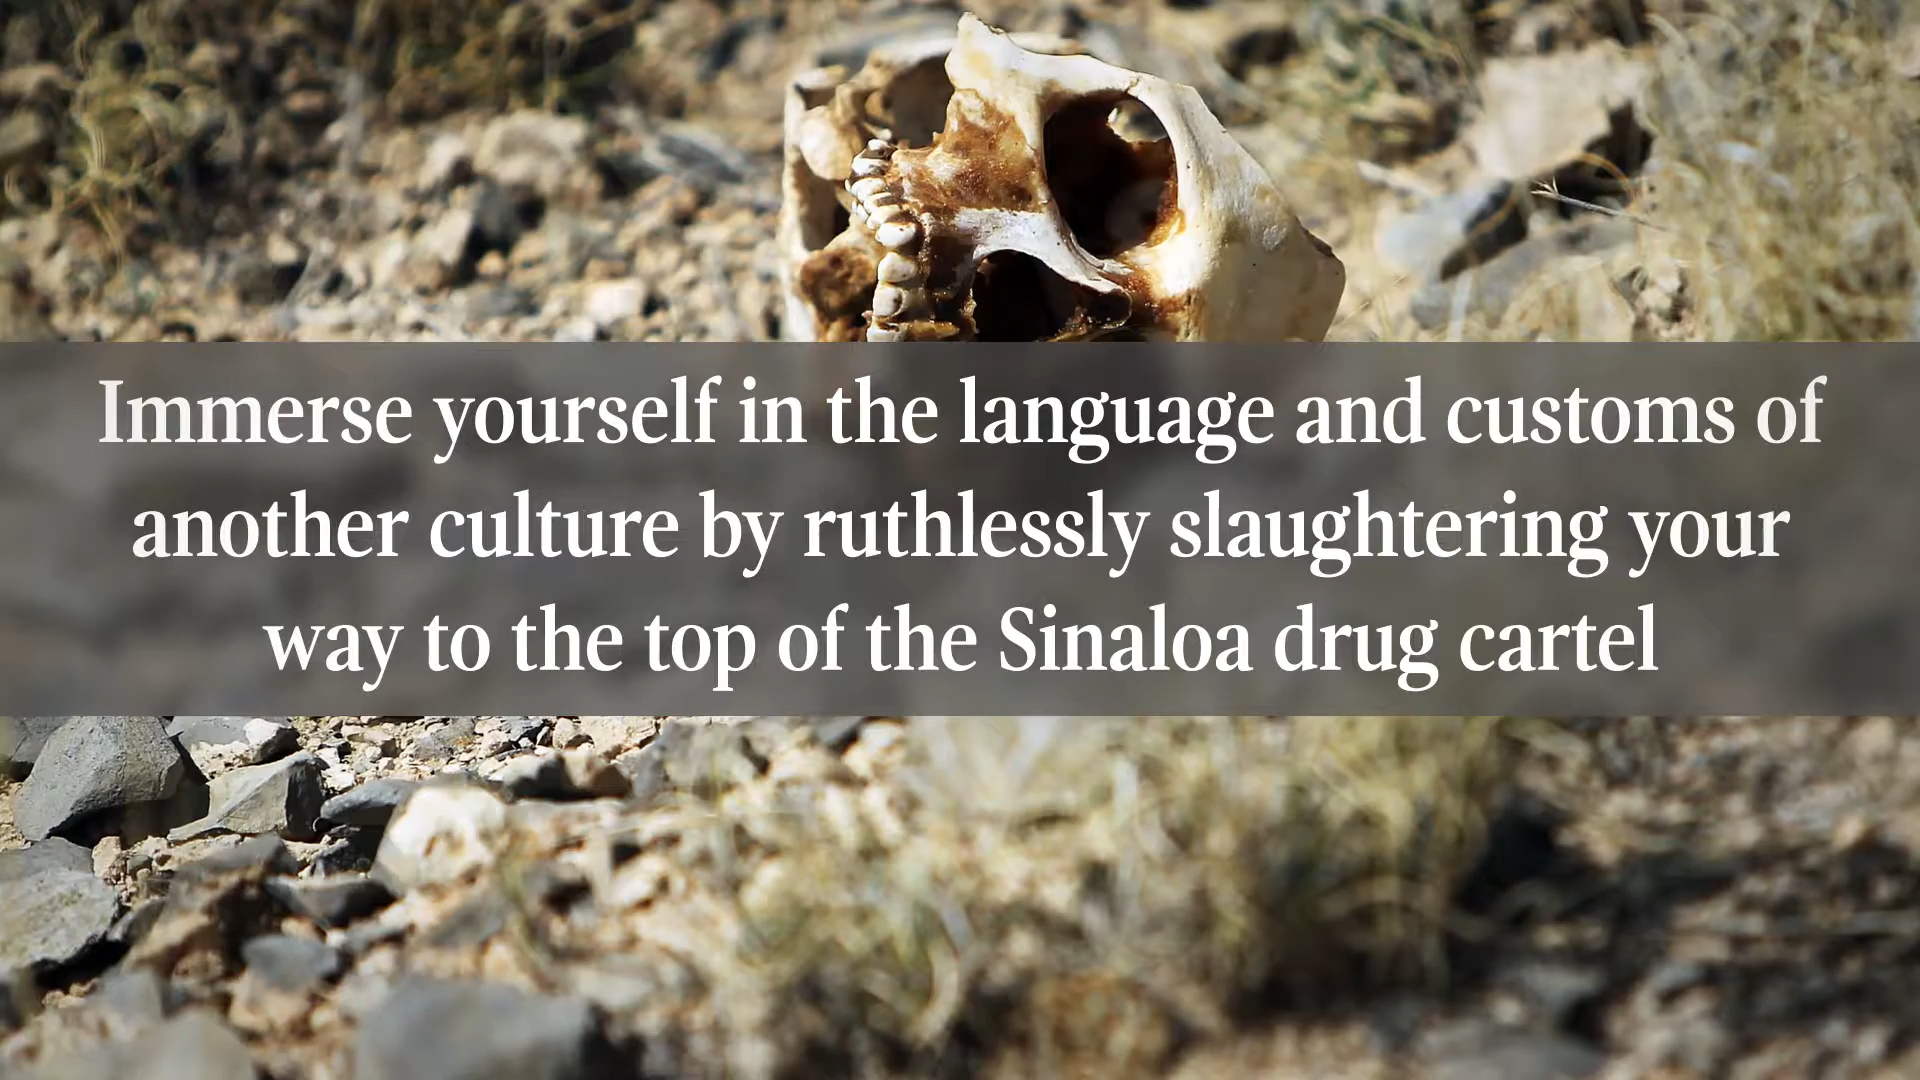 Immerse yourself in the language and customs of
another culture by ruthlessly slaughtering your
way to the top of the Sinaloa drug cartel